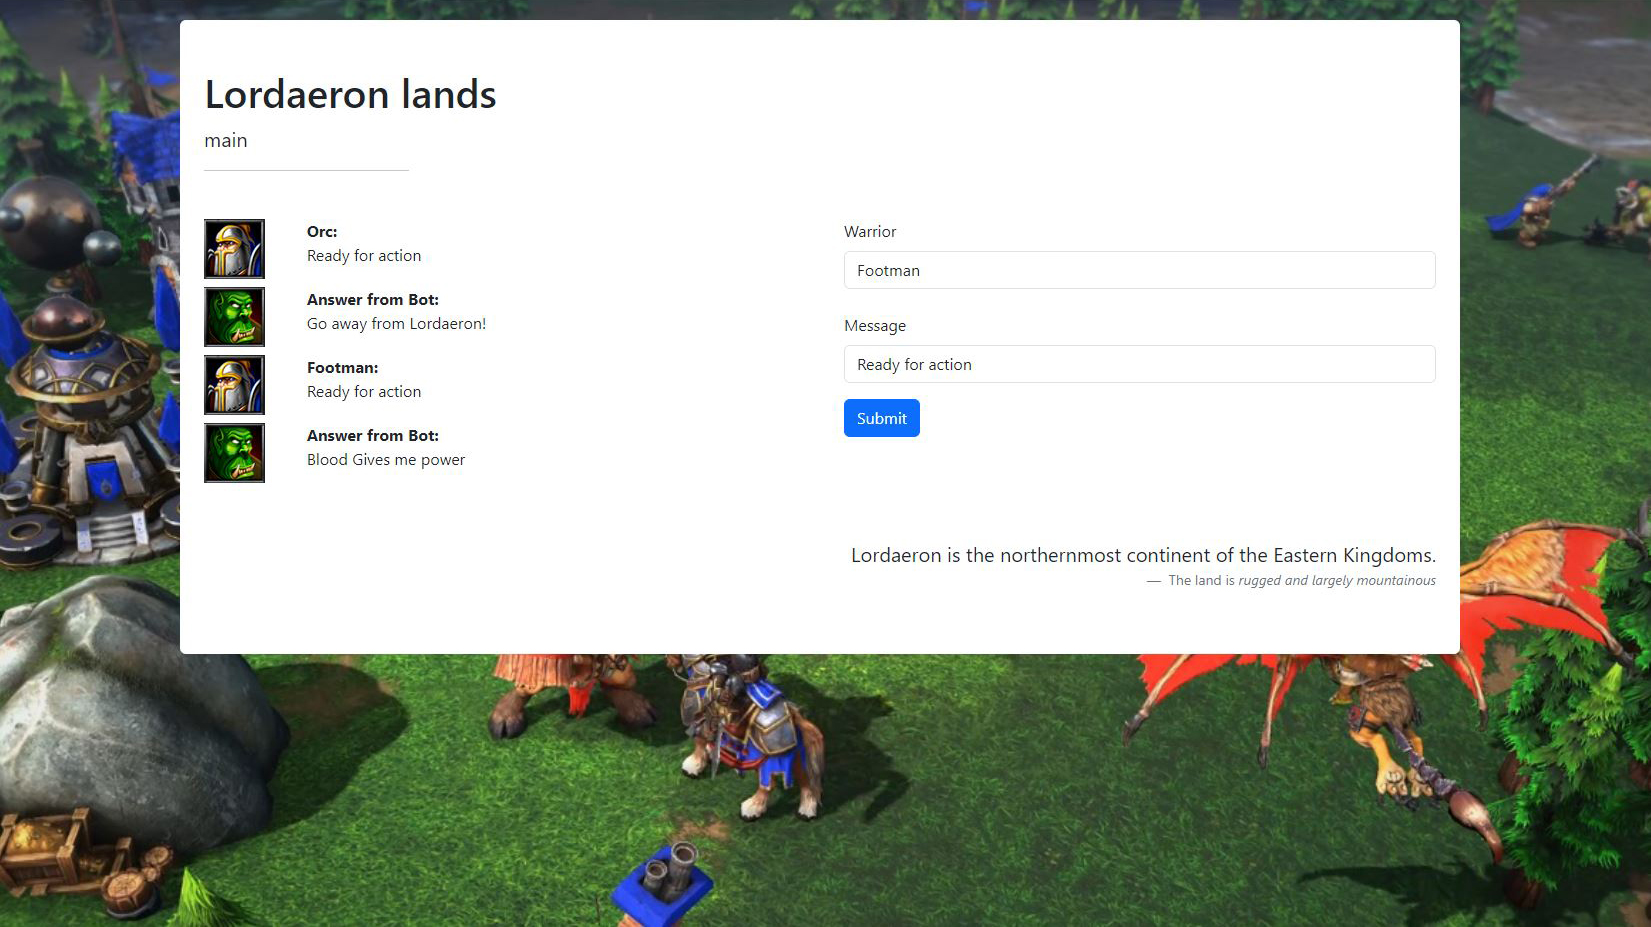 Lordaeron lands
main
Orc:
Ready for action
Answer from Bot:
Go away from Lordaeron!
Footman:
Ready for action
Answer from Bot:
Blood Gives me power
Warrior
Footman
Message
Ready for action
Submit
Lordaeron is the northernmost continent of the Eastern Kingdoms.
— The land is rugged and largely mountainous